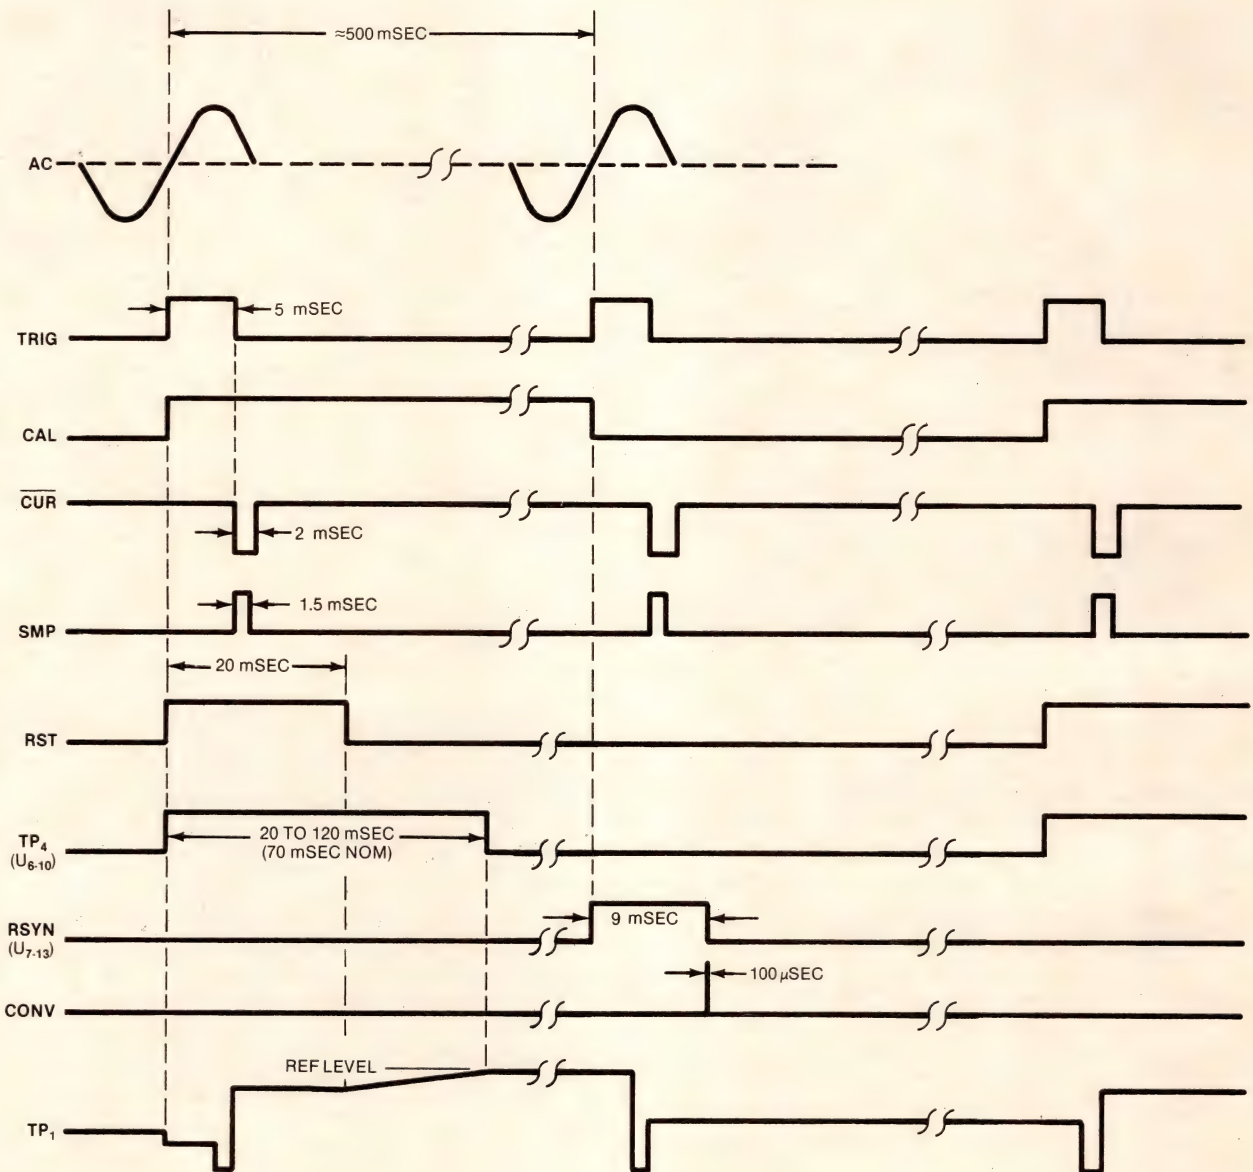 ≈500 mSEC
AC
5 mSEC
TRIG
CAL
CUR
2 mSEC
1.5 mSEC
SMP
20 mSEC
RST
TP4
(U6-10)
20 TO 120 mSEC
(70 mSEC NOM)
RSYN
(U7-13)
9 mSEC
100 μSEC
CONV
REF LEVEL
TP1